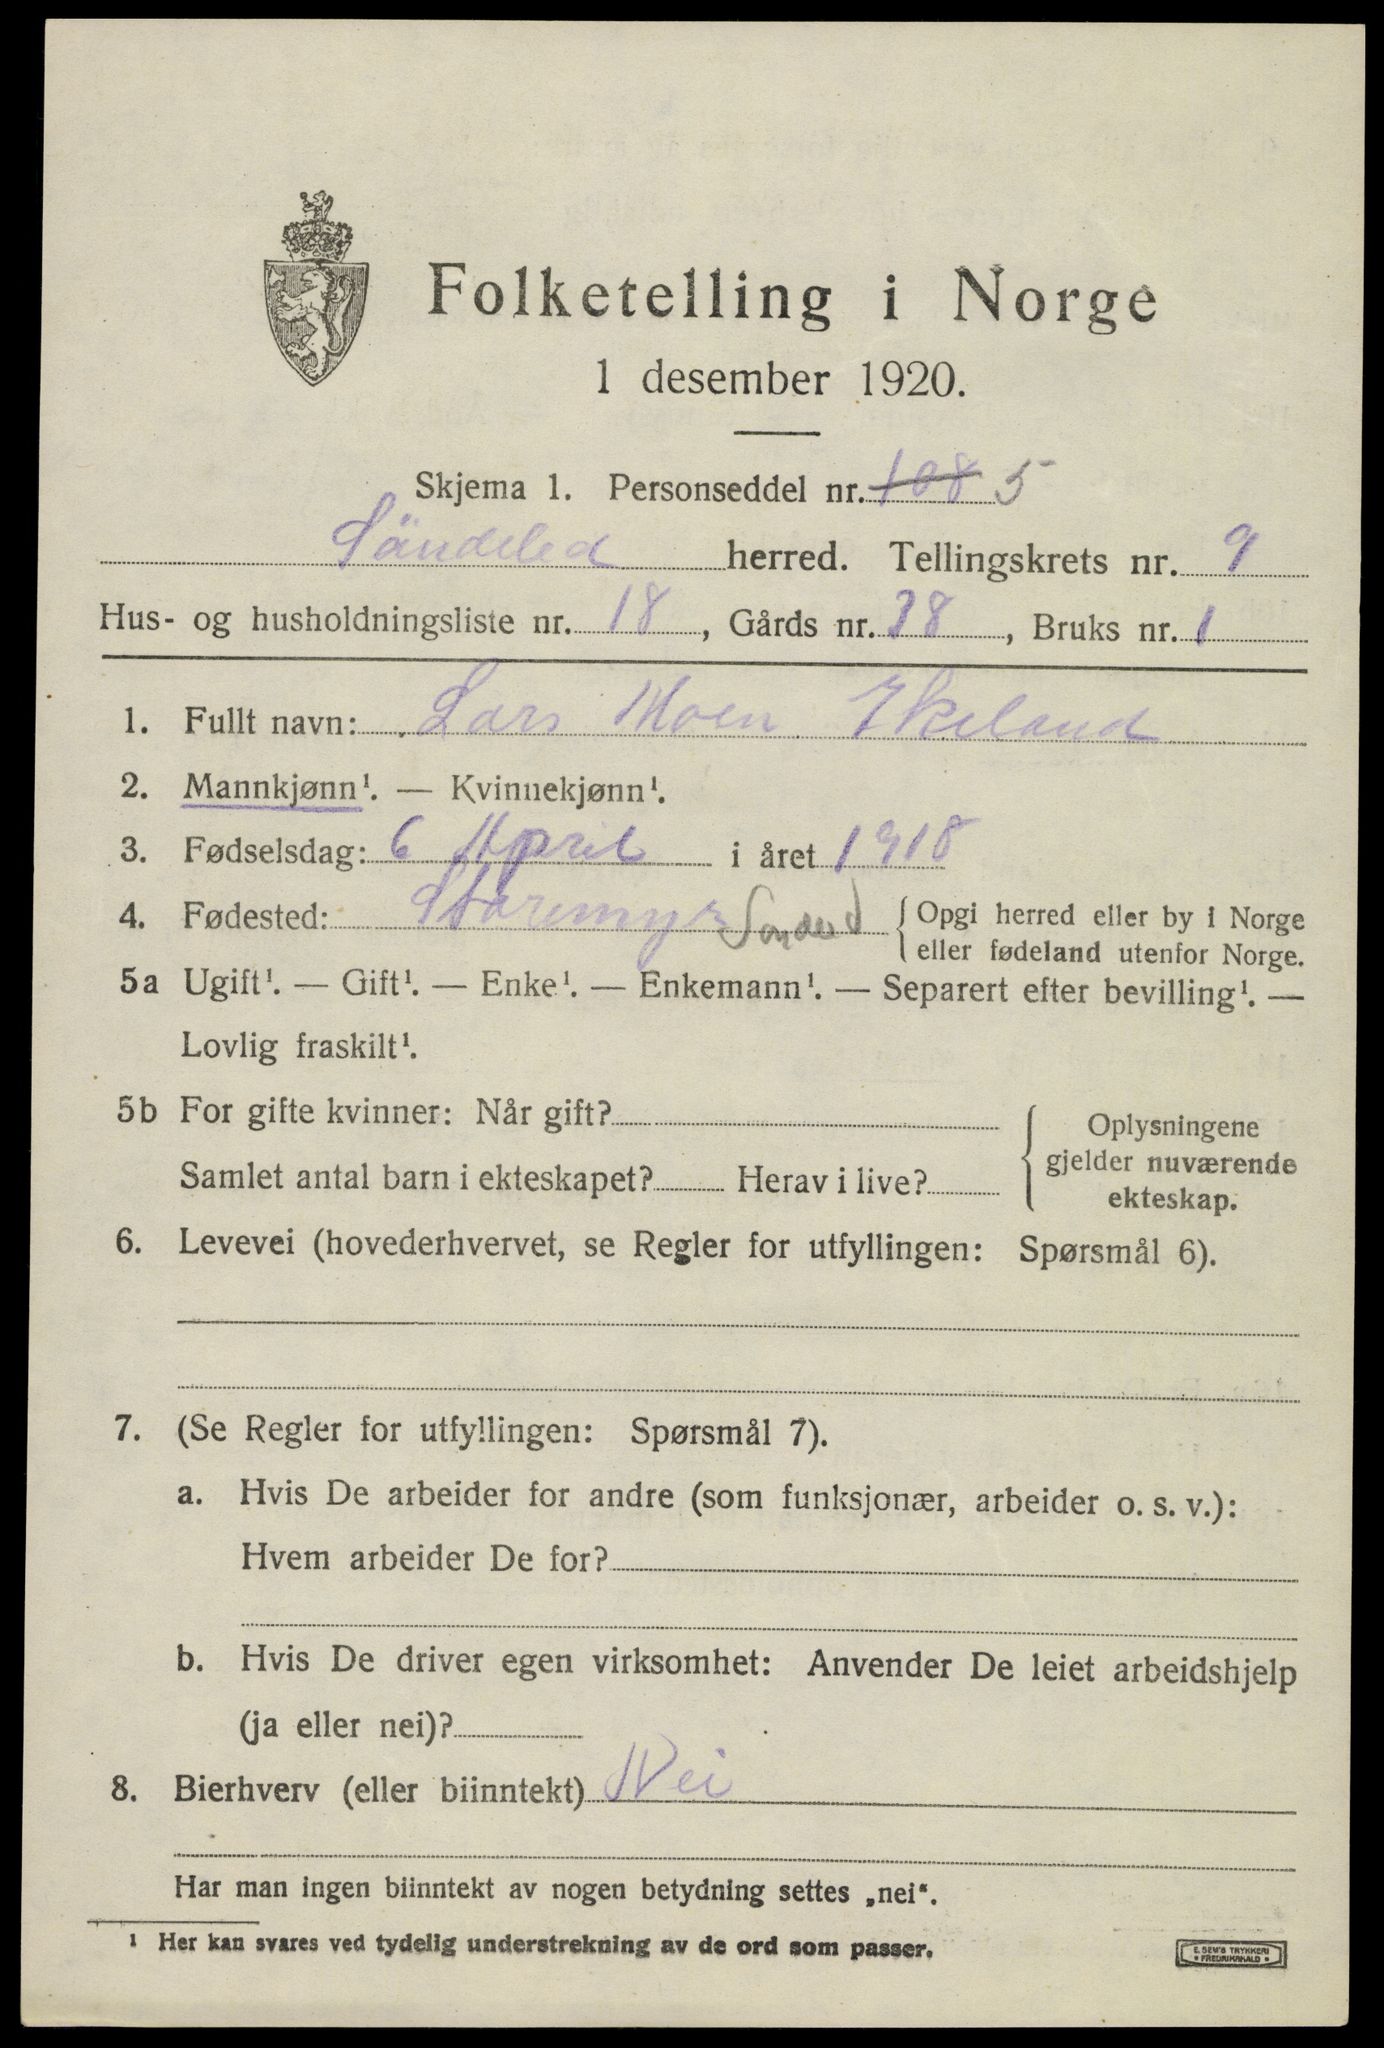 Folketelling i Norge
1 desember 1920.
Skjema 1. Personseddel nr. 108 5
Söndeled herred. Tellingskrets nr. 9
Hus- og husholdningsliste nr. 18, Gårds nr. 38, Bruks nr. 1
1. Fullt navn: Lars Moen Ekeland
2. Mannkjønn¹. — Kvinnekjønn¹.
3. Fødselsdag: 6 April i året 1918
4. Fødested: Staremyr { Opgi herred eller by i Norge
eller fødeland utenfor Norge.
5a Ugift¹. — Gift¹. — Enke¹. — Enkemann¹. — Separert efter bevilling¹. —
Lovlig fraskilt¹.
5b For gifte kvinner: Når gift? { Oplysningene
gjelder nuværende
Samlet antal barn i ekteskapet? Herav i live?
ekteskap.
6. Levevei (hovederhvervet, se Regler for utfyllingen: Spørsmål 6).
7. (Se Regler for utfyllingen: Spørsmål 7).
a. Hvis De arbeider for andre (som funksjonær, arbeider o. s. v.):
Hvem arbeider De for?
b. Hvis De driver egen virksomhet: Anvender De leiet arbeidshjelp
(ja eller nei)?
8. Bierhverv (eller biinntekt) Nei
Har man ingen biinntekt av nogen betydning settes „nei“.
¹ Her kan svares ved tydelig understrekning av de ord som passer.
E. SEM'S TRYKKERI
• FREDRIKSHALD •